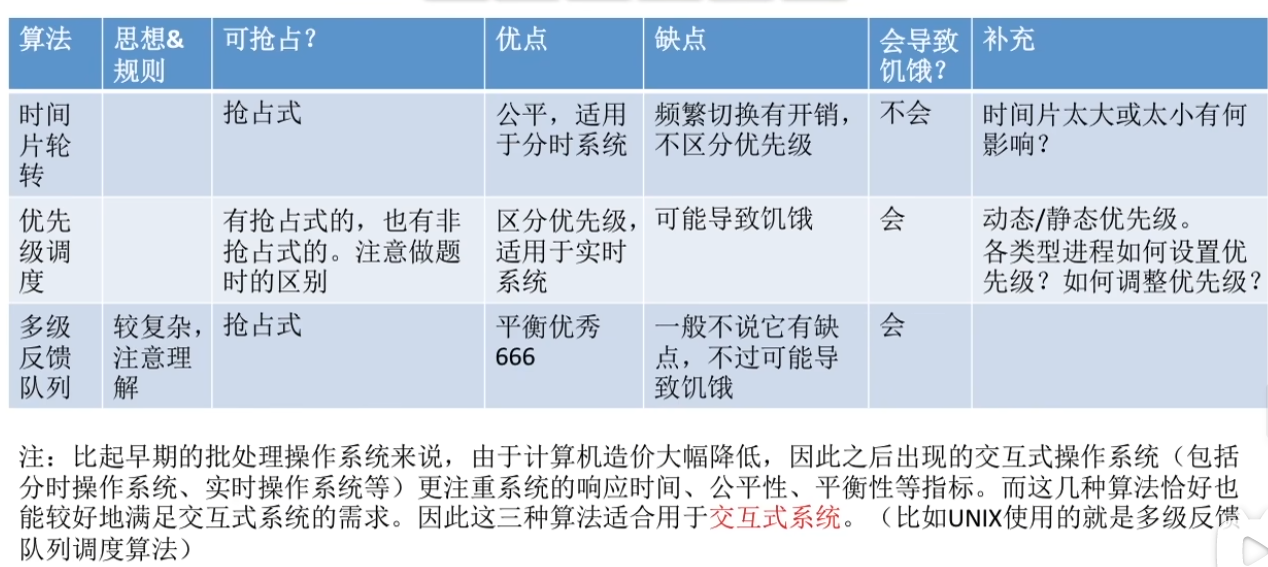 算法
思想&
规则
可抢占？
优点
缺点
会导致
饥饿？
补充
时间
片轮
转
抢占式
公平，适用
于分时系统
频繁切换有开销，
不区分优先级
不会
时间片太大或太小有何
影响？
优先
级调
度
有抢占式的，也有非
抢占式的。注意做题
时的区别
区分优先级，
适用于实时
系统
可能导致饥饿
会
动态/静态优先级。
各类型进程如何设置优
先级？如何调整优先级？
多级
反馈
队列
较复杂，
注意理
解
抢占式
平衡优秀
666
一般不说它有缺
点，不过可能导
致饥饿
会
注：比起早期的批处理操作系统来说，由于计算机造价大幅降低，因此之后出现的交互式操作系统（包括
分时操作系统、实时操作系统等）更注重系统的响应时间、公平性、平衡性等指标。而这几种算法恰好也
能较好地满足交互式系统的需求。因此这三种算法适合用于交互式系统。（比如UNIX使用的就是多级反馈
队列调度算法）